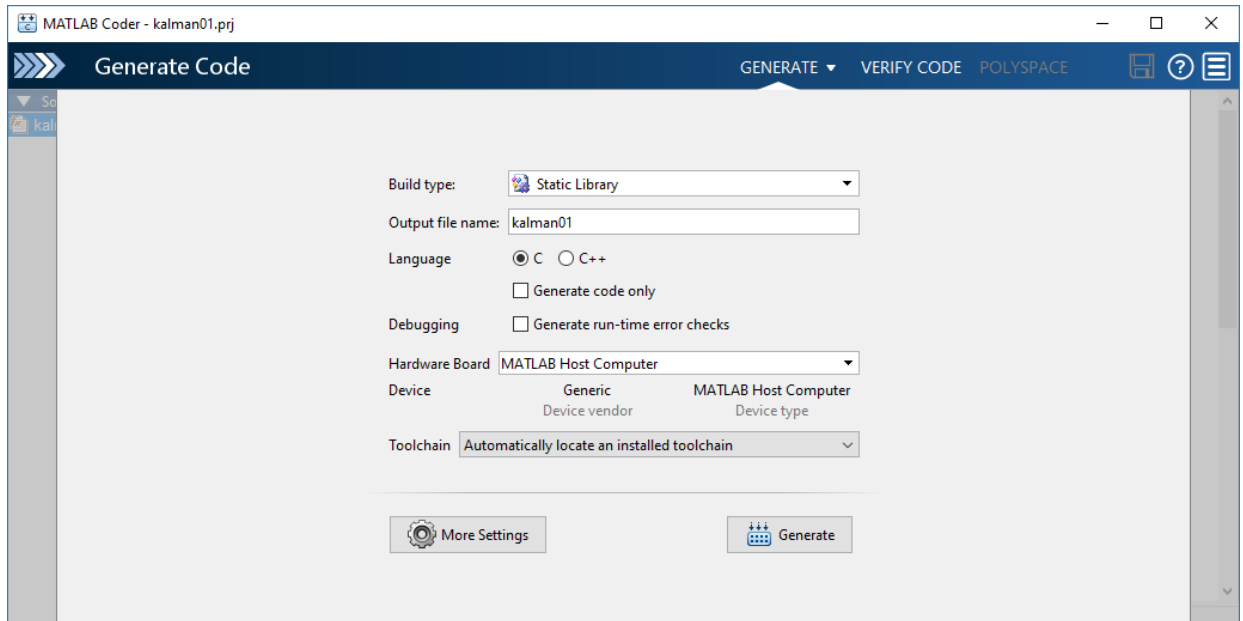 MATLAB Coder - kalman01.prj
Generate Code
GENERATE VERIFY CODE POLYSPACE
So
kal
Build type: Static Library
Output file name: kalman01
Language C C++
Generate code only
Debugging Generate run-time error checks
Hardware Board MATLAB Host Computer
Device Generic MATLAB Host Computer
Device vendor Device type
Toolchain Automatically locate an installed toolchain
More Settings Generate